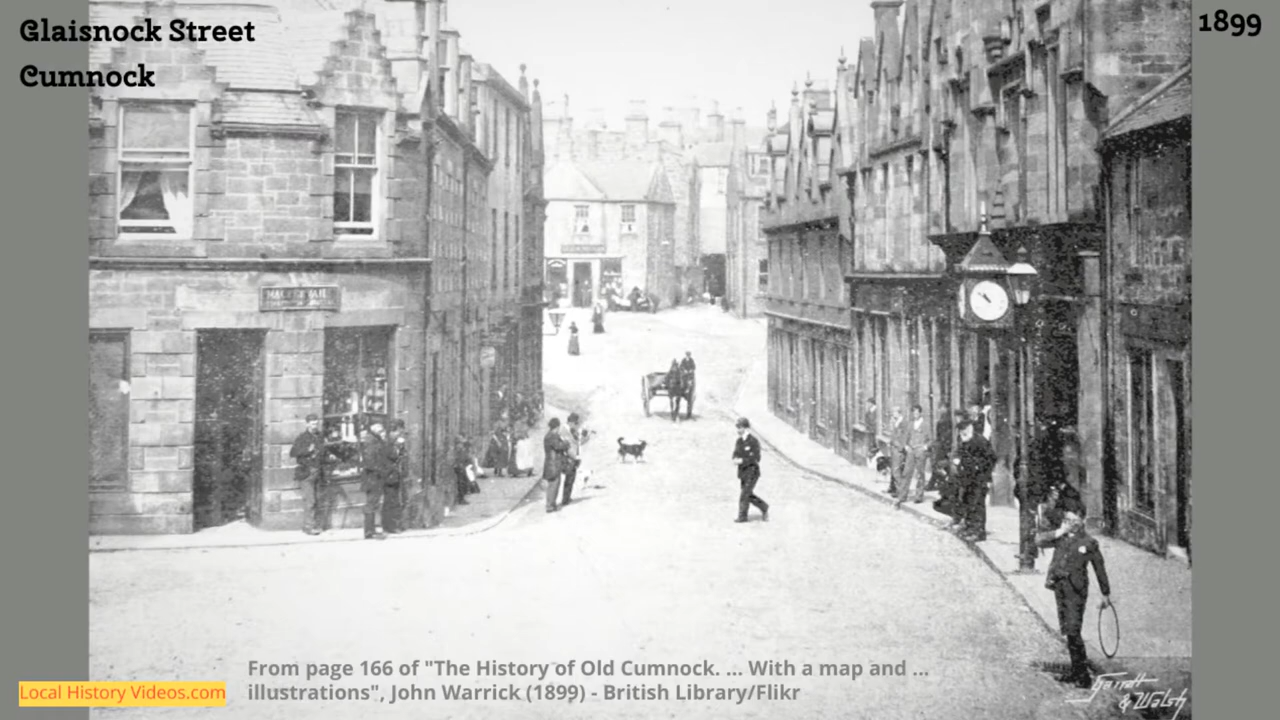 Glaisnock Street
Cumnock
1899
From page 166 of "The History of Old Cumnock. ... With a map and ...
illustrations", John Warrick (1899) - British Library/Flikr
Local History Videos.com
& Walsh